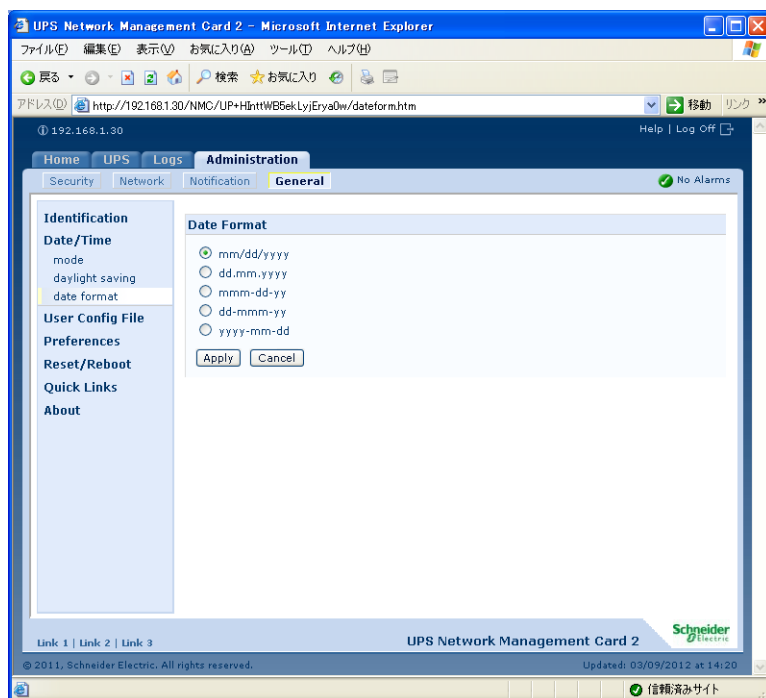 UPS Network Management Card 2 - Microsoft Internet Explorer
ファイル(F) 編集(E) 表示(V) お気に入り(A) ツール(T) ヘルプ(H)
戻る 検索 お気に入り
アドレス(D) http://192.168.1.30/NMC/UP+HInttWB5ekLyjErya0w/dateform.htm 移動 リンク »
192.168.1.30 Help | Log Off
Home UPS Logs Administration
Security Network Notification General No Alarms
Identification
Date/Time
mode
daylight saving
date format
User Config File
Preferences
Reset/Reboot
Quick Links
About
Date Format
mm/dd/yyyy
dd.mm.yyyy
mmm-dd-yy
dd-mmm-yy
yyyy-mm-dd
Apply Cancel
Link 1 | Link 2 | Link 3 UPS Network Management Card 2 Schneider Electric
© 2011, Schneider Electric. All rights reserved. Updated: 03/09/2012 at 14:20
信頼済みサイト